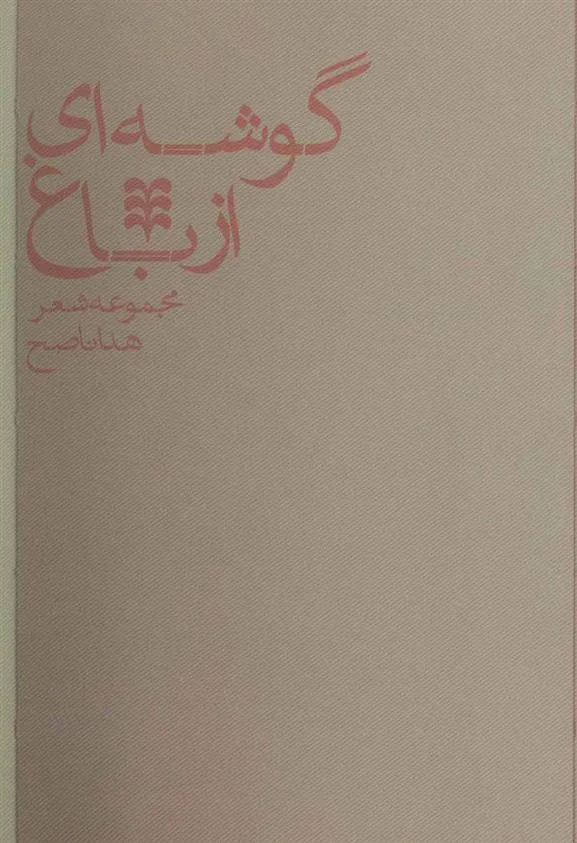 گوشه‌ای
از باغ
مجموعه شعر
هدا ناصح